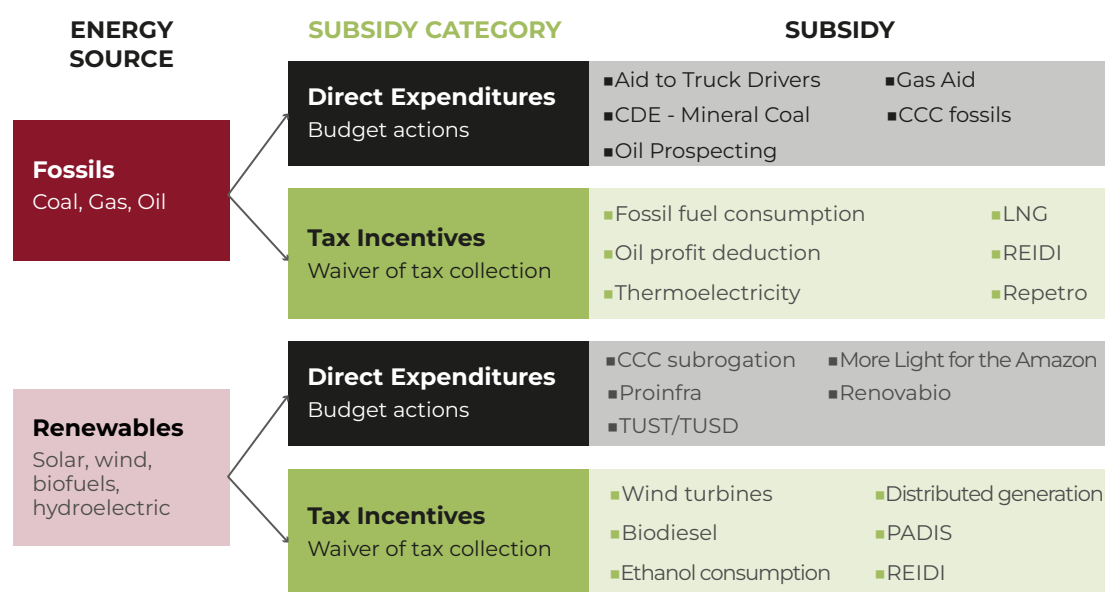 ENERGY
SOURCE
SUBSIDY CATEGORY
SUBSIDY
Fossils
Coal, Gas, Oil
Direct Expenditures
Budget actions
▪Aid to Truck Drivers
▪Gas Aid
▪CDE - Mineral Coal
▪CCC fossils
▪Oil Prospecting
Tax Incentives
Waiver of tax collection
▪Fossil fuel consumption
▪LNG
▪Oil profit deduction
▪REIDI
▪Thermoelectricity
▪Repetro
Renewables
Solar, wind,
biofuels,
hydroelectric
Direct Expenditures
Budget actions
▪CCC subrogation
▪More Light for the Amazon
▪Proinfra
▪Renovabio
▪TUST/TUSD
Tax Incentives
Waiver of tax collection
▪Wind turbines
▪Distributed generation
▪Biodiesel
▪PADIS
▪Ethanol consumption
▪REIDI